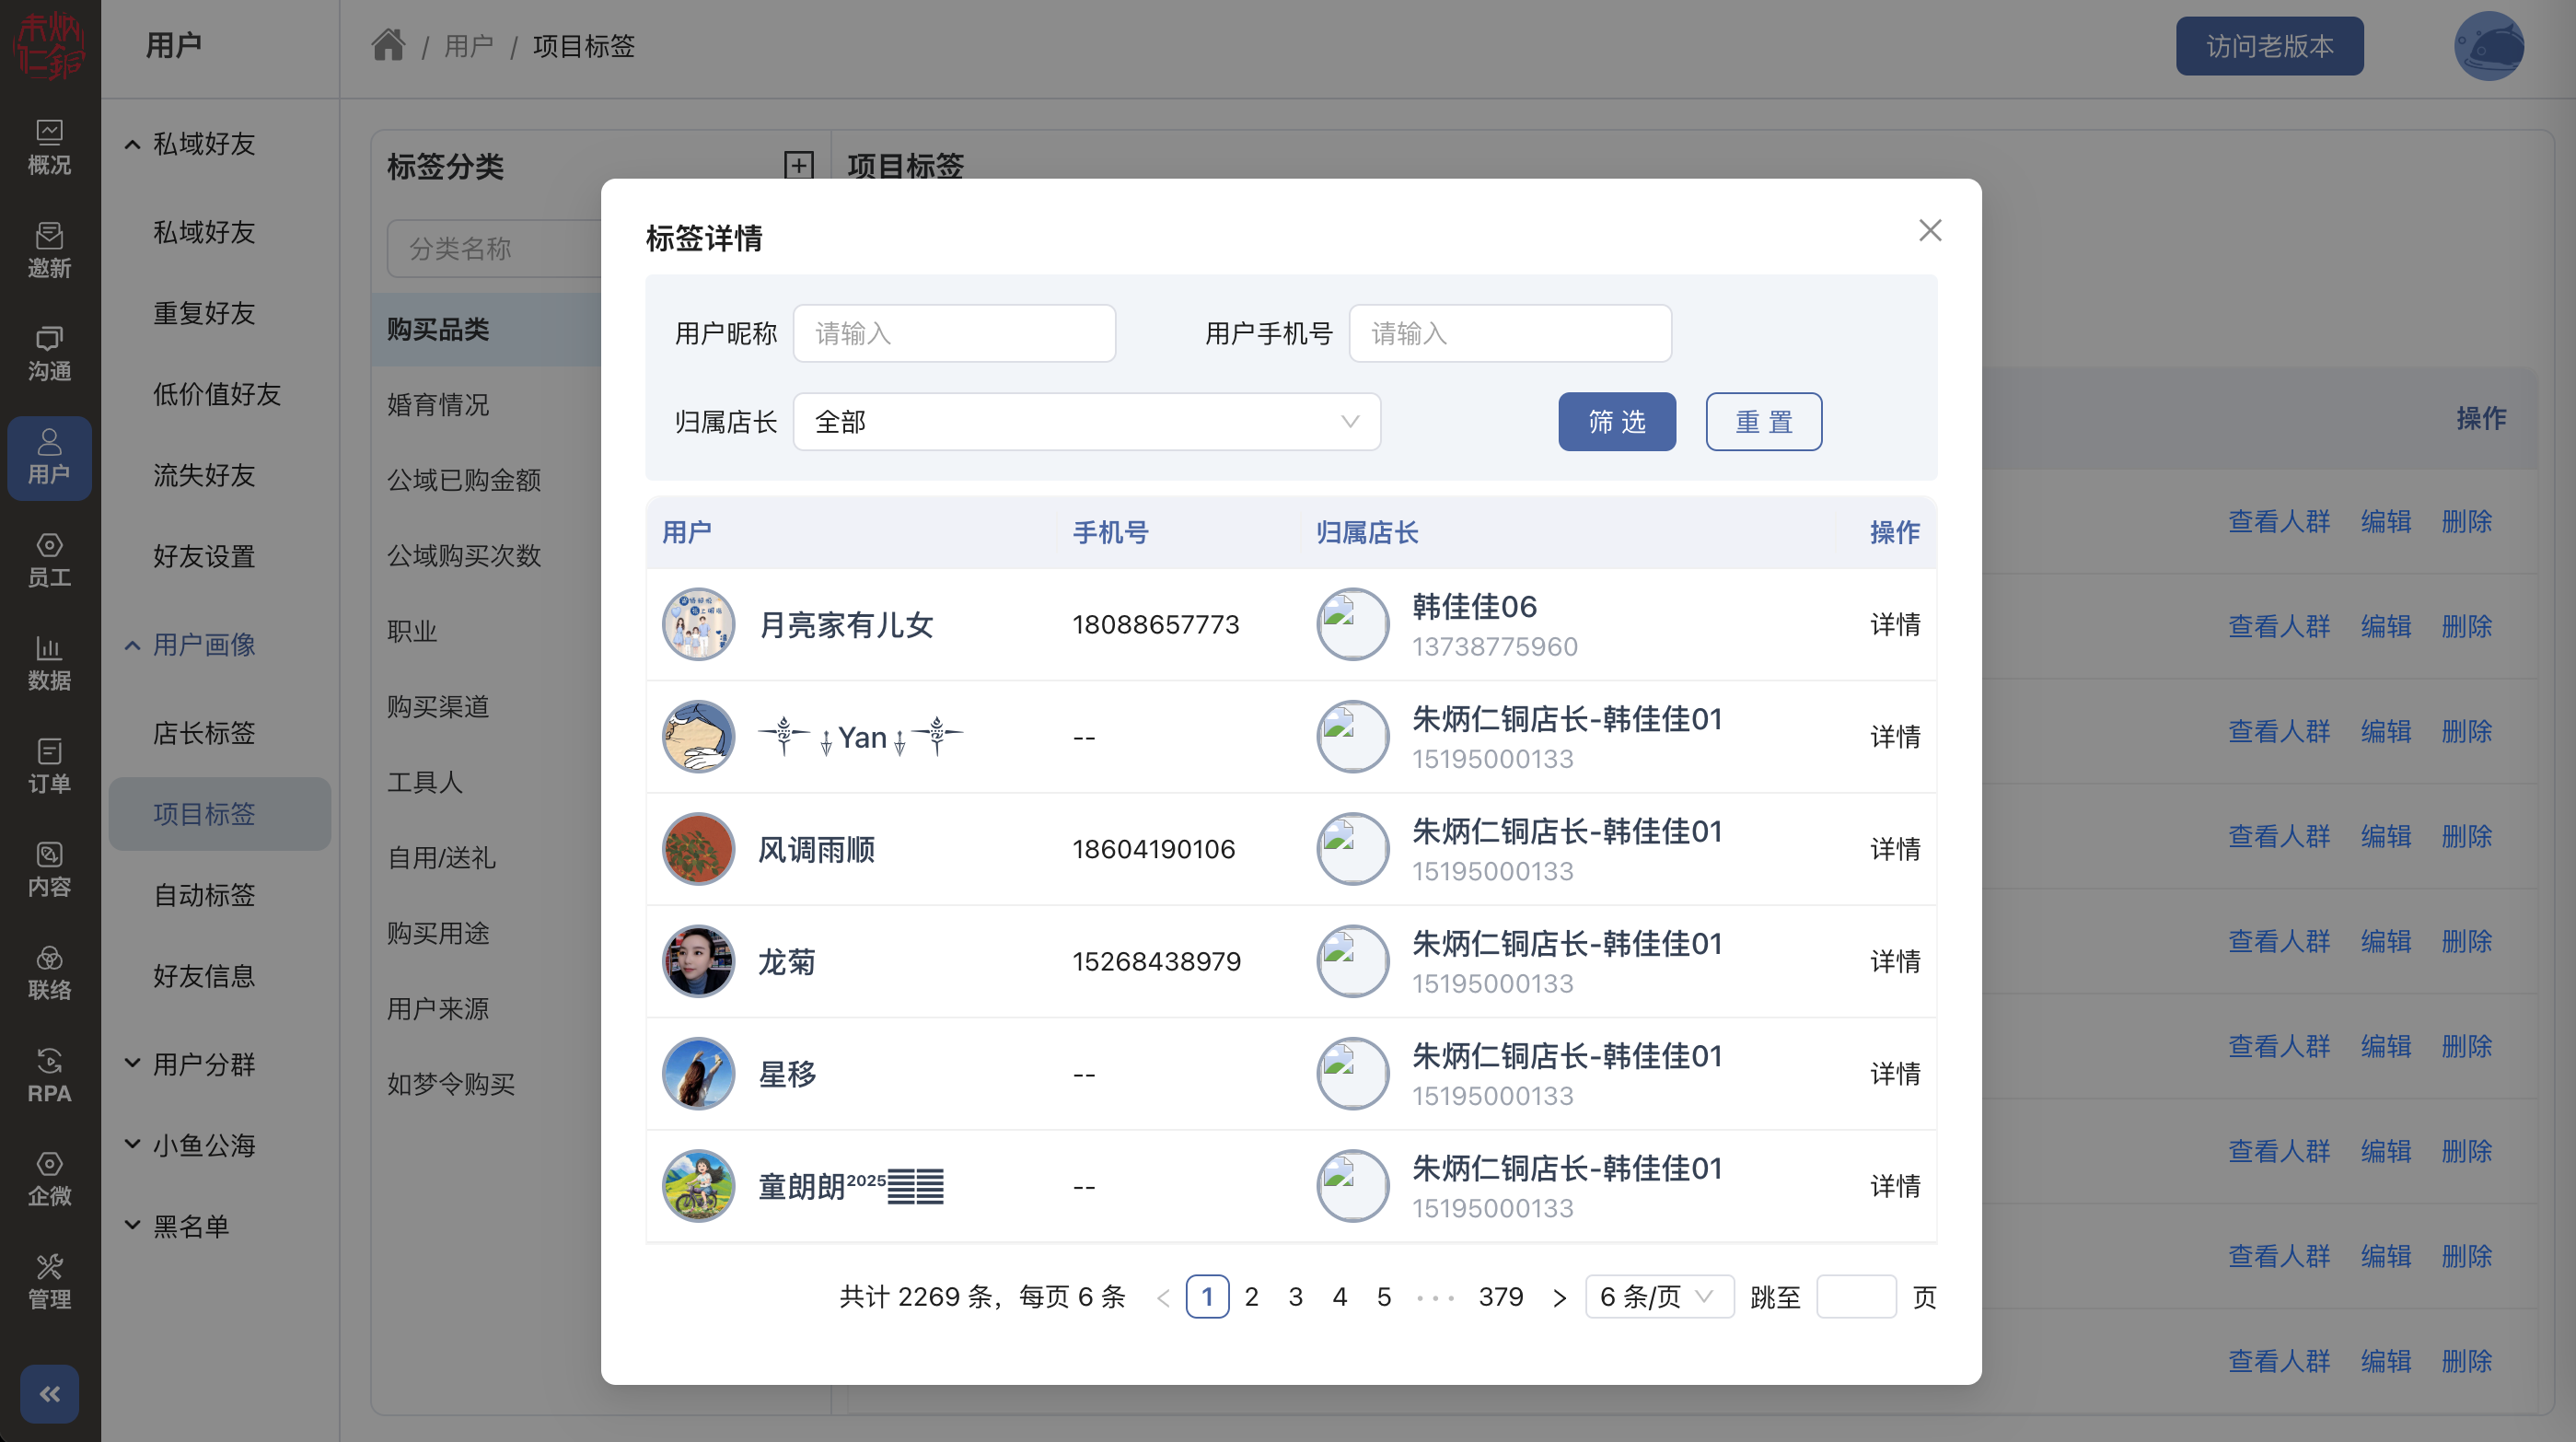 朱炳仁铜
用户
/ 用户 / 项目标签
访问老版本
概况
邀新
沟通
用户
员工
数据
订单
内容
联络
RPA
企微
管理
私域好友
私域好友
重复好友
低价值好友
流失好友
好友设置
用户画像
店长标签
项目标签
自动标签
好友信息
用户分群
小鱼公海
黑名单
标签分类
分类名称
购买品类
婚育情况
公域已购金额
公域购买次数
职业
购买渠道
工具人
自用/送礼
购买用途
用户来源
如梦令购买
项目标签
标签详情
用户昵称 请输入 用户手机号 请输入
归属店长 全部 筛选 重置
用户 手机号 归属店长 操作
月亮家有儿女 18088657773 韩佳佳06 详情
13738775960
Yan -- 朱炳仁铜店长-韩佳佳01 详情
15195000133
风调雨顺 18604190106 朱炳仁铜店长-韩佳佳01 详情
15195000133
龙菊 15268438979 朱炳仁铜店长-韩佳佳01 详情
15195000133
星移 -- 朱炳仁铜店长-韩佳佳01 详情
15195000133
童朗朗²⁰²⁵ -- 朱炳仁铜店长-韩佳佳01 详情
15195000133
共计 2269 条，每页 6 条 < 1 2 3 4 5 ··· 379 > 6 条/页 跳至 页
操作
查看人群 编辑 删除
查看人群 编辑 删除
查看人群 编辑 删除
查看人群 编辑 删除
查看人群 编辑 删除
查看人群 编辑 删除
查看人群 编辑 删除
查看人群 编辑 删除
查看人群 编辑 删除